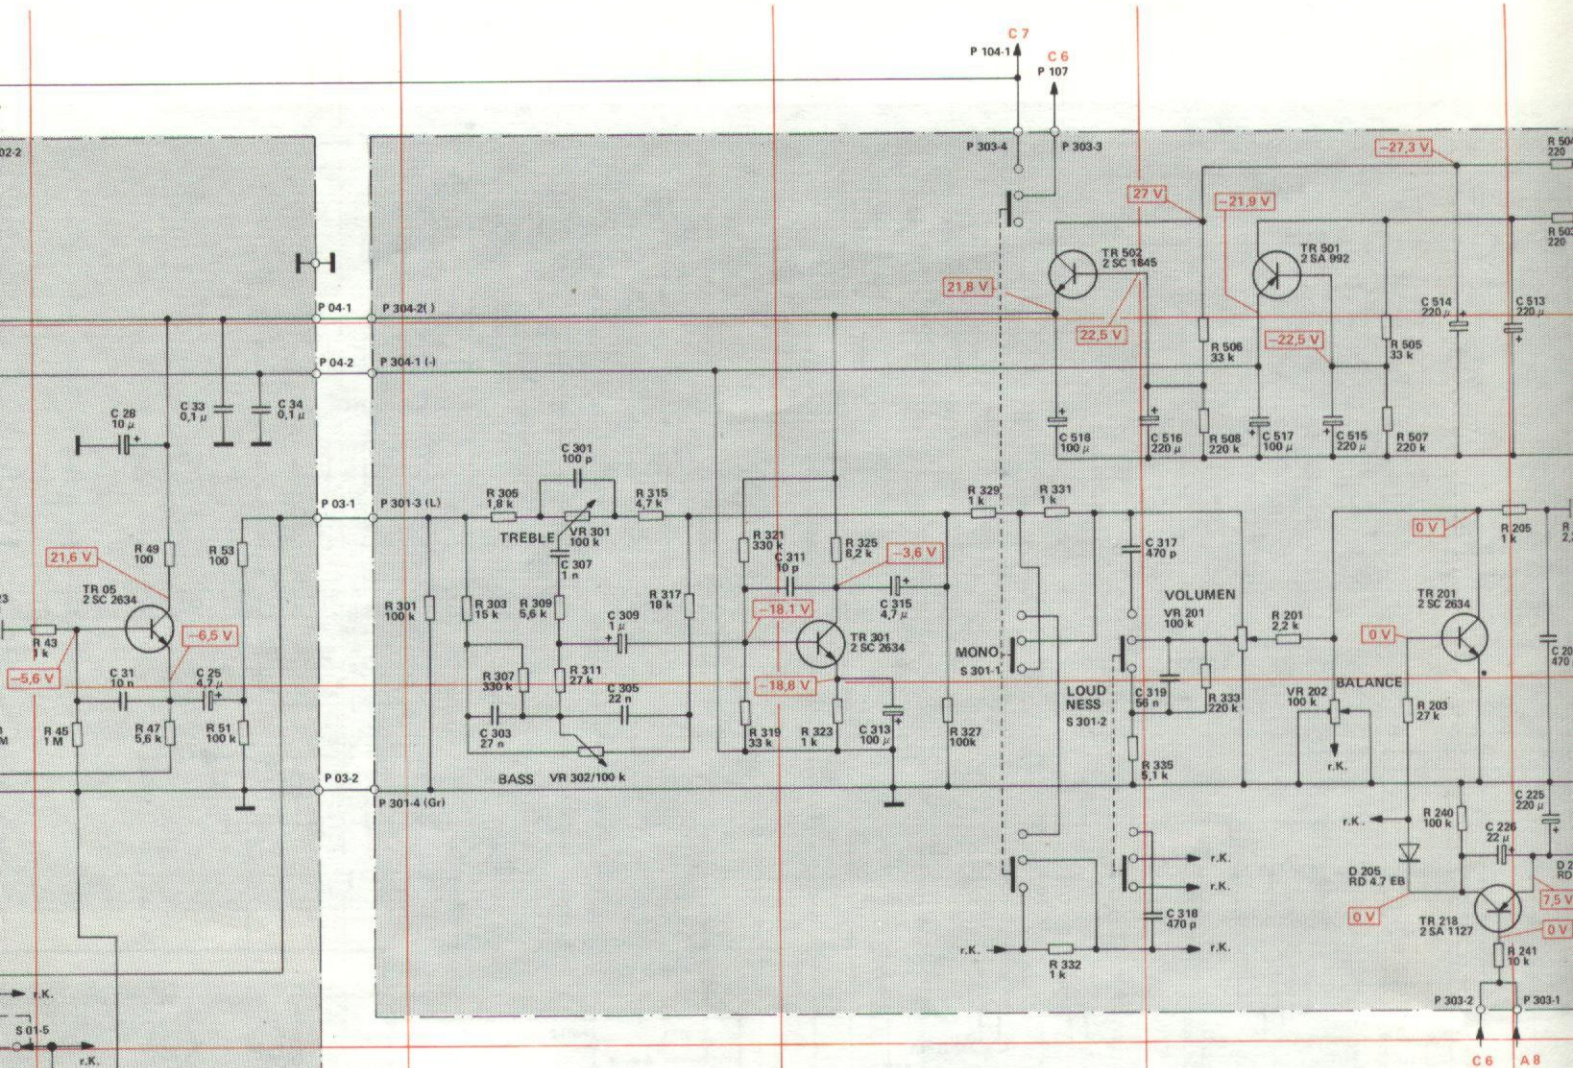 C 7
P 104-1
C 6
P 107
02-2
P 303-4
P 303-3
-27,3 V
R 504
220
27 V
-21,9 V
R 503
220
TR 502
2 SC 1845
TR 501
2 SA 992
21,8 V
22,5 V
-22,5 V
C 514
220 µ
C 513
220 µ
P 04-1
P 304-2( )
R 506
33 k
R 505
33 k
P 04-2
P 304-1 (-)
C 28
10 µ
C 33
0,1 µ
C 34
0,1 µ
C 518
100 µ
C 516
220 µ
R 508
220 k
C 517
100 µ
C 515
220 µ
R 507
220 k
C 301
100 p
P 03-1
P 301-3 (L)
R 305
1,8 k
R 315
4,7 k
TREBLE
VR 301
100 k
R 329
1 k
R 331
1 k
0 V
R 205
1 k
21,6 V
R 49
100
R 53
100
C 307
1 n
R 321
330 k
C 311
10 p
R 325
8,2 k
-3,6 V
C 317
470 p
TR 05
2 SC 2634
R 301
100 k
R 303
15 k
R 309
5,6 k
C 309
1 µ
R 317
18 k
-18,1 V
C 315
4,7 µ
VOLUMEN
VR 201
100 k
R 201
2,2 k
TR 201
2 SC 2634
R 43
1 k
-6,5 V
TR 301
2 SC 2634
MONO
S 301-1
0 V
-5,6 V
C 31
10 n
C 25
4,7 µ
R 307
330 k
R 311
27 k
C 305
22 n
-18,8 V
LOUD
NESS
S 301-2
C 319
56 n
R 333
220 k
VR 202
100 k
BALANCE
R 203
27 k
R 45
1 M
R 47
5,6 k
R 51
100 k
C 303
27 n
R 319
33 k
R 323
1 k
C 313
100 µ
R 327
100k
R 335
5,1 k
r.K.
P 03-2
BASS
VR 302/100 k
P 301-4 (Gr)
r.K.
R 240
100 k
C 225
220 µ
C 226
22 µ
D 205
RD 4.7 EB
r.K.
r.K.
0 V
7,5 V
C 318
470 p
TR 218
2 SA 1127
0 V
r.K.
R 332
1 k
r.K.
R 241
10 k
r.K.
P 303-2
P 303-1
S 01-5
r.K.
C 6
A 8